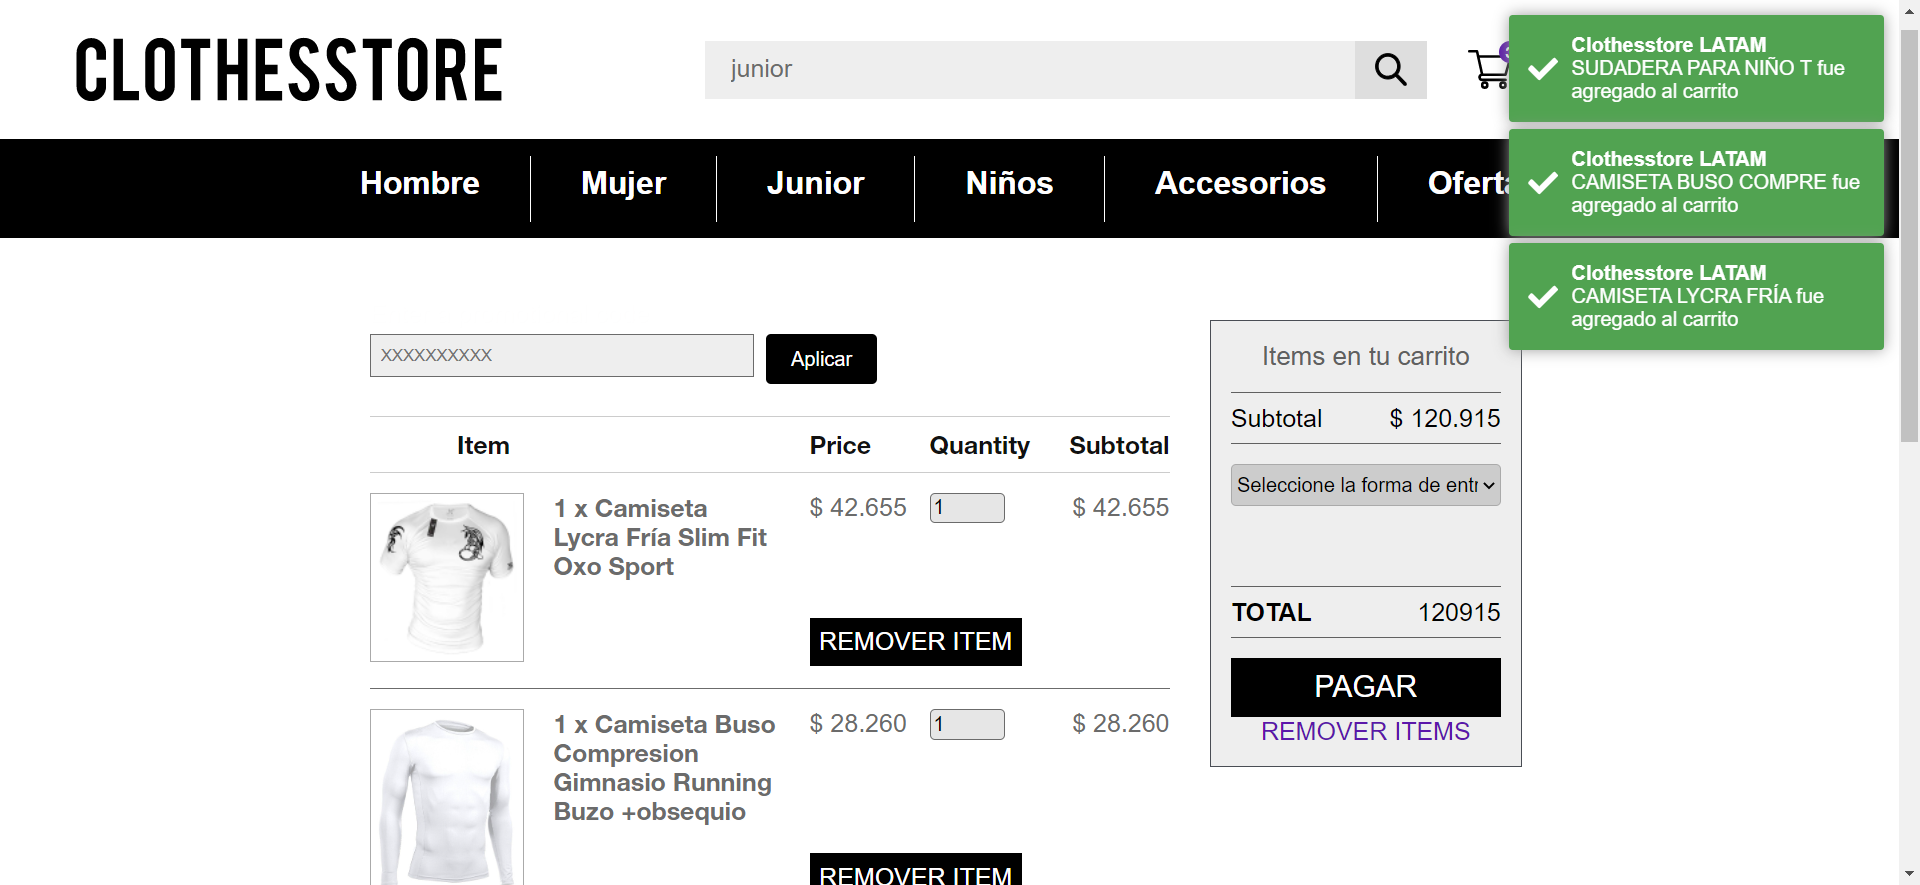 CLOTHESSTORE
junior
Clothesstore LATAM
SUDADERA PARA NIÑO T fue
agregado al carrito
Clothesstore LATAM
CAMISETA BUSO COMPRE fue
agregado al carrito
Clothesstore LATAM
CAMISETA LYCRA FRÍA fue
agregado al carrito
Hombre Mujer Junior Niños Accesorios Oferta
XXXXXXXXXX
Aplicar
Item Price Quantity Subtotal
1 x Camiseta
Lycra Fría Slim Fit
Oxo Sport
$ 42.655 1 $ 42.655
REMOVER ITEM
1 x Camiseta Buso
Compresion
Gimnasio Running
Buzo +obsequio
$ 28.260 1 $ 28.260
REMOVER ITEM
Items en tu carrito
Subtotal $ 120.915
Seleccione la forma de entr
TOTAL 120915
PAGAR
REMOVER ITEMS